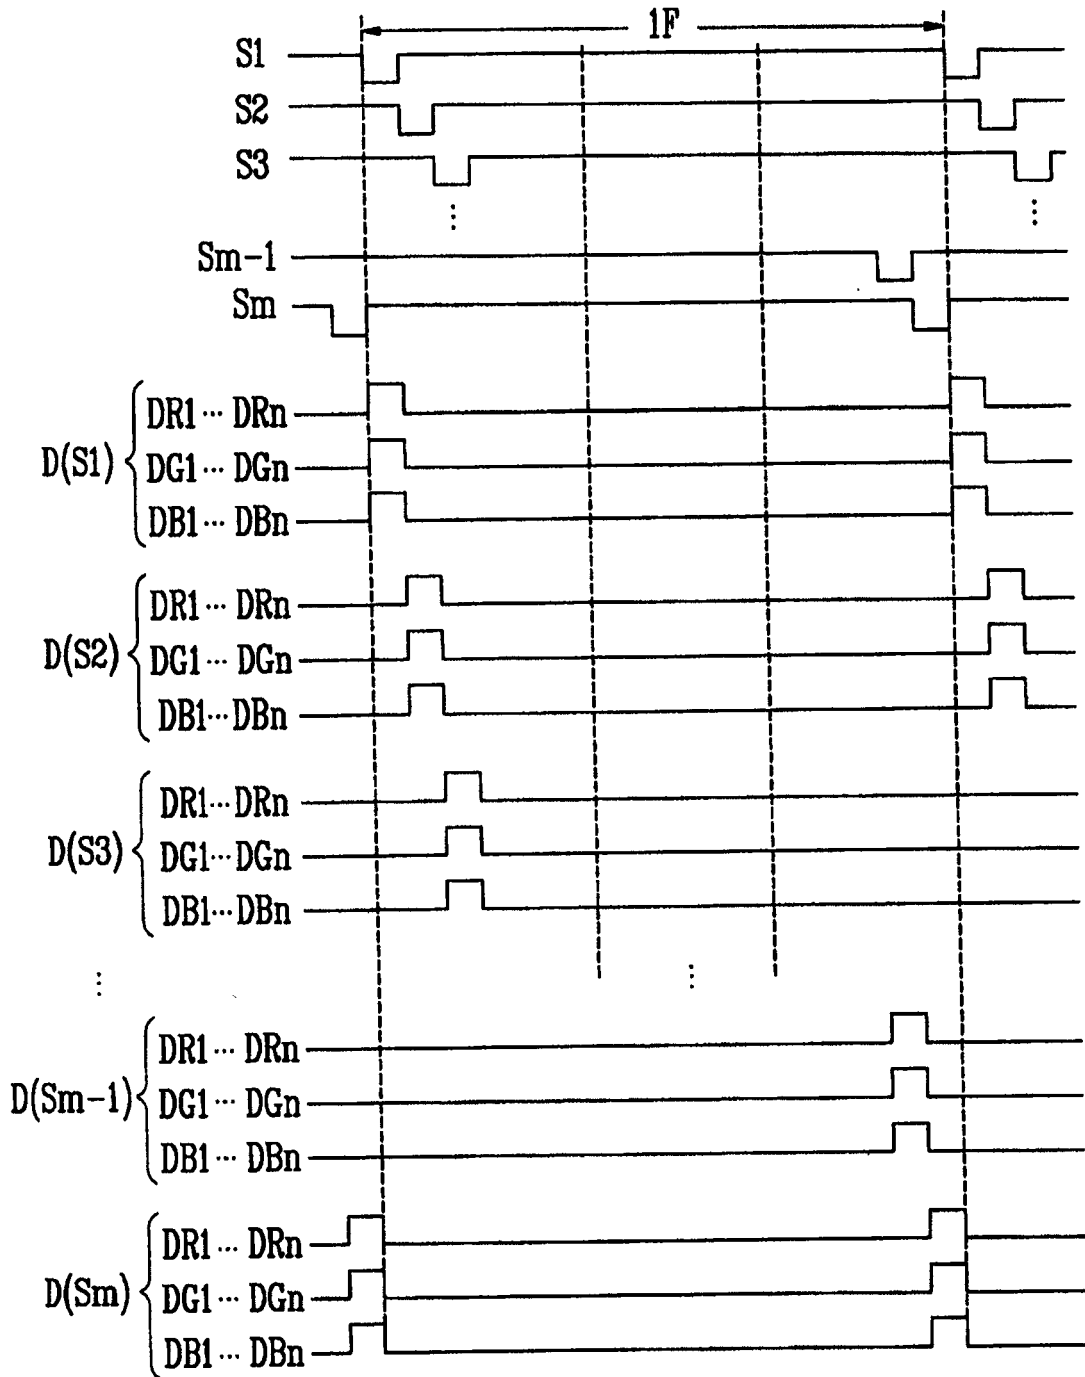 1F
S1
S2
S3
⋮ ⋮
Sm-1
Sm
D(S1)
DR1 ··· DRn
DG1 ··· DGn
DB1 ··· DBn
D(S2)
DR1 ··· DRn
DG1 ··· DGn
DB1 ··· DBn
D(S3)
DR1 ··· DRn
DG1 ··· DGn
DB1 ··· DBn
⋮ ⋮
D(Sm-1)
DR1 ··· DRn
DG1 ··· DGn
DB1 ··· DBn
D(Sm)
DR1 ··· DRn
DG1 ··· DGn
DB1 ··· DBn